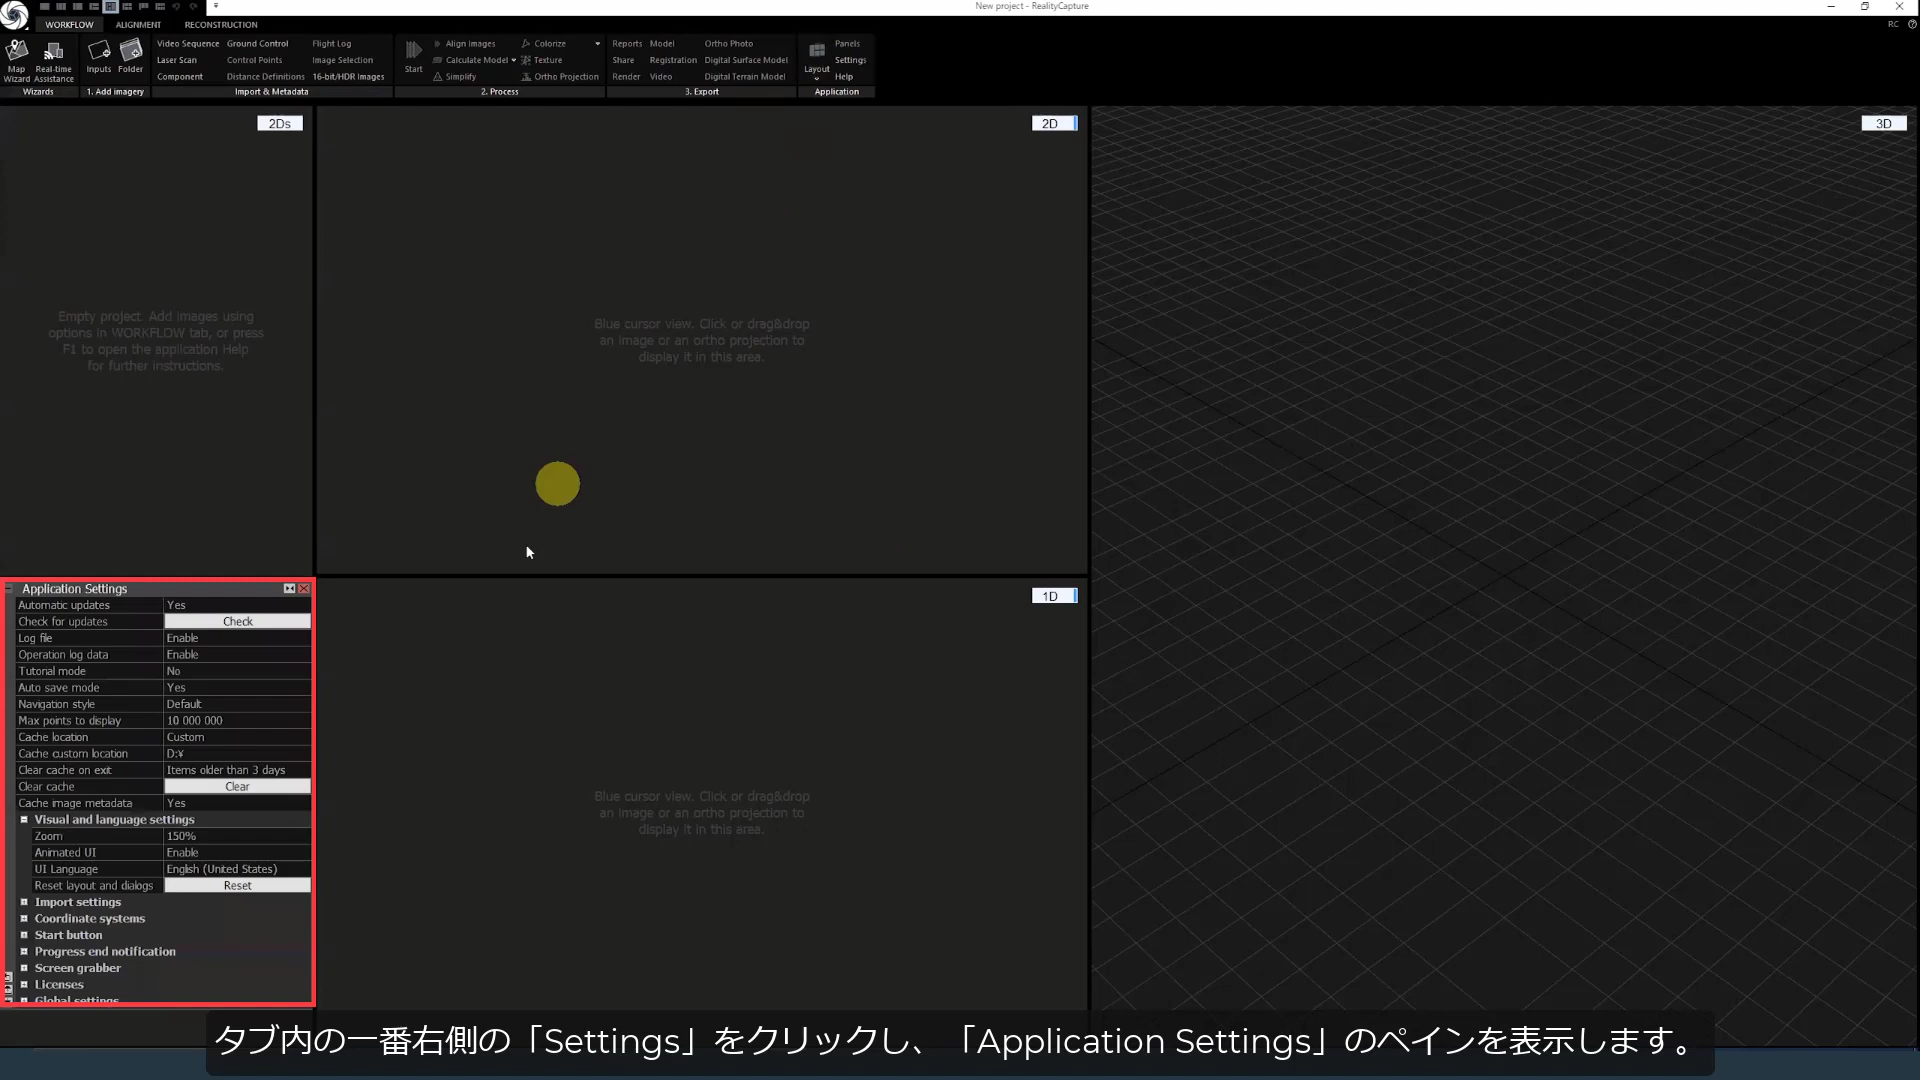 New project - RealityCapture
WORKFLOW ALIGNMENT RECONSTRUCTION
RC
Map Wizard
Real-time Assistance
Wizards
Inputs
Folder
1. Add imagery
Video Sequence Ground Control Flight Log
Laser Scan Control Points Image Selection
Component Distance Definitions 16-bit/HDR Images
Import & Metadata
Start
Align Images Colorize
Calculate Model Texture
Simplify Ortho Projection
2. Process
Reports Model Ortho Photo
Share Registration Digital Surface Model
Render Video Digital Terrain Model
3. Export
Layout
Panels
Settings
Help
Application
2Ds
2D
3D
Empty project. Add images using
options in WORKFLOW tab, or press
F1 to open the application Help
for further instructions.
Blue cursor view. Click or drag&drop
an image or an ortho projection to
display it in this area.
Application Settings
Automatic updates Yes
Check for updates Check
Log file Enable
Operation log data Enable
Tutorial mode No
Auto save mode Yes
Navigation style Default
Max points to display 10 000 000
Cache location Custom
Cache custom location D:¥
Clear cache on exit Items older than 3 days
Clear cache Clear
Cache image metadata Yes
Visual and language settings
Zoom 150%
Animated UI Enable
UI Language English (United States)
Reset layout and dialogs Reset
Import settings
Coordinate systems
Start button
Progress end notification
Screen grabber
Licenses
Global settings
1D
Blue cursor view. Click or drag&drop
an image or an ortho projection to
display it in this area.
タブ内の一番右側の「Settings」をクリックし、「Application Settings」のペインを表示します。